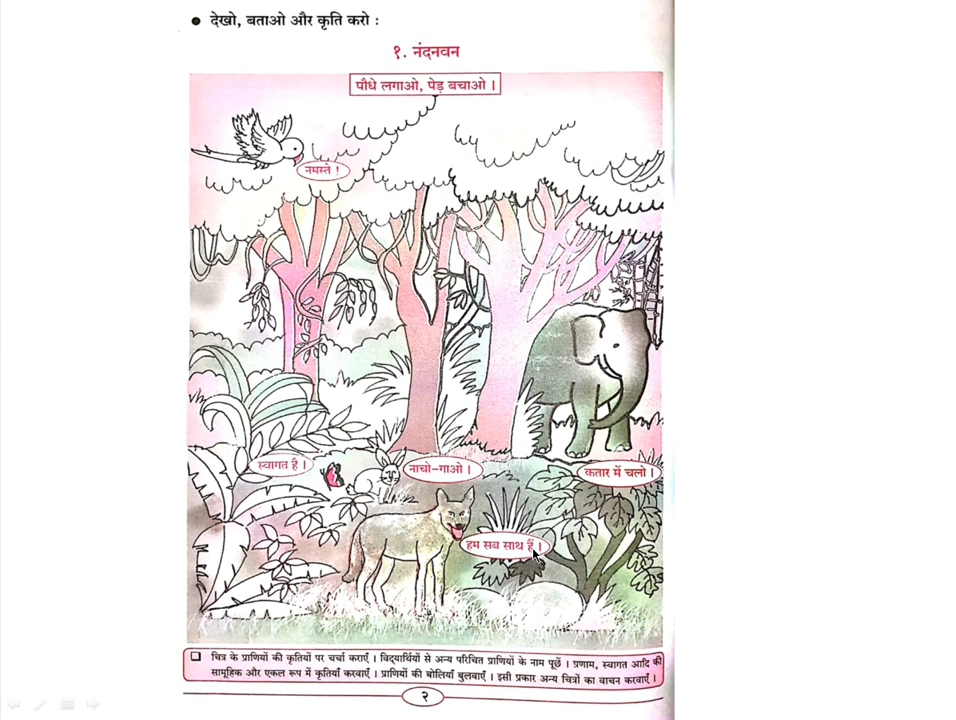 ● देखो, बताओ और कृति करो :
१. नंदनवन
पौधे लगाओ, पेड़ बचाओ ।
नमस्ते !
स्वागत है ।
नाचो-गाओ ।
कतार में चलो ।
हम सब साथ हैं ।
❑ चित्र के प्राणियों की कृतियों पर चर्चा कराएँ । विद्यार्थियों से अन्य परिचित प्राणियों के नाम पूछें । प्रणाम, स्वागत आदि की
सामूहिक और एकल रूप में कृतियाँ करवाएँ । प्राणियों की बोलियाँ बुलवाएँ । इसी प्रकार अन्य चित्रों का वाचन करवाएँ ।
२